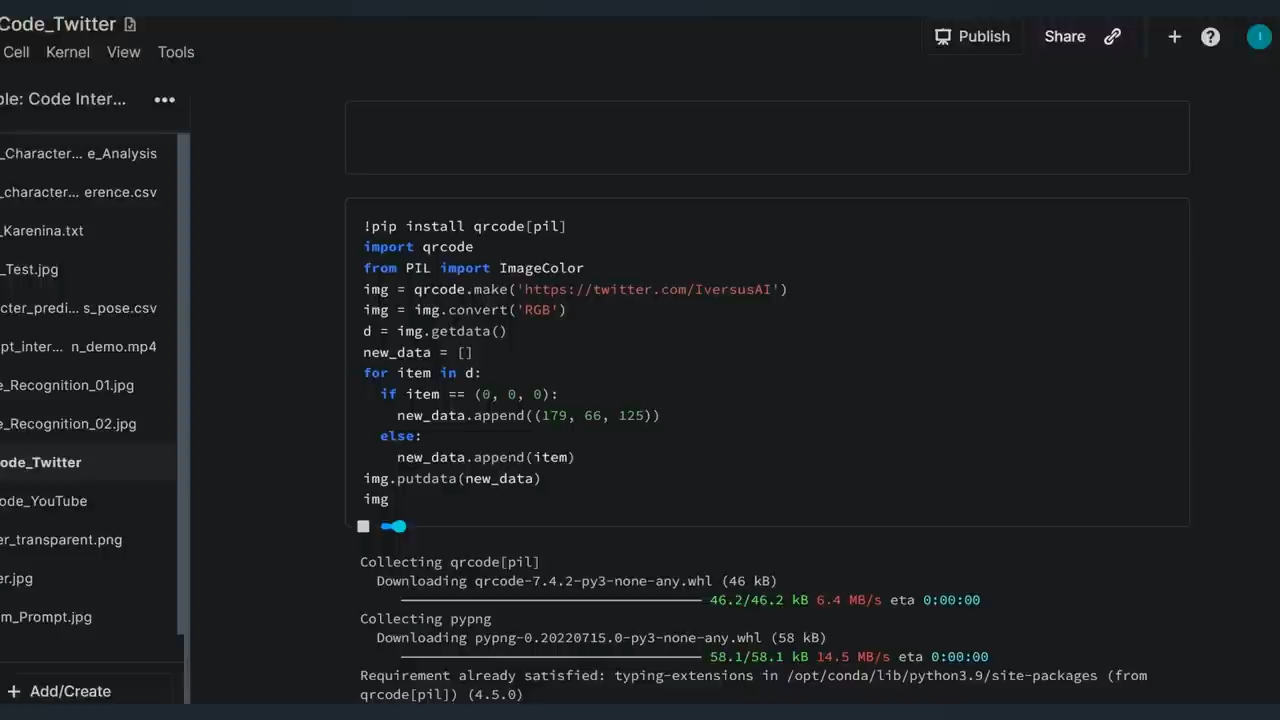 Code_Twitter
Cell Kernel View Tools
Publish
Share
ple: Code Inter...
_Character... e_Analysis
_character... erence.csv
_Karenina.txt
_Test.jpg
cter_predi... s_pose.csv
pt_inter... n_demo.mp4
e_Recognition_01.jpg
e_Recognition_02.jpg
ode_Twitter
ode_YouTube
er_transparent.png
er.jpg
m_Prompt.jpg
+ Add/Create
!pip install qrcode[pil]
import qrcode
from PIL import ImageColor
img = qrcode.make('https://twitter.com/IversusAI')
img = img.convert('RGB')
d = img.getdata()
new_data = []
for item in d:
  if item == (0, 0, 0):
    new_data.append((179, 66, 125))
  else:
    new_data.append(item)
img.putdata(new_data)
img
Collecting qrcode[pil]
  Downloading qrcode-7.4.2-py3-none-any.whl (46 kB)
46.2/46.2 kB 6.4 MB/s eta 0:00:00
Collecting pypng
  Downloading pypng-0.20220715.0-py3-none-any.whl (58 kB)
58.1/58.1 kB 14.5 MB/s eta 0:00:00
Requirement already satisfied: typing-extensions in /opt/conda/lib/python3.9/site-packages (from
qrcode[pil]) (4.5.0)